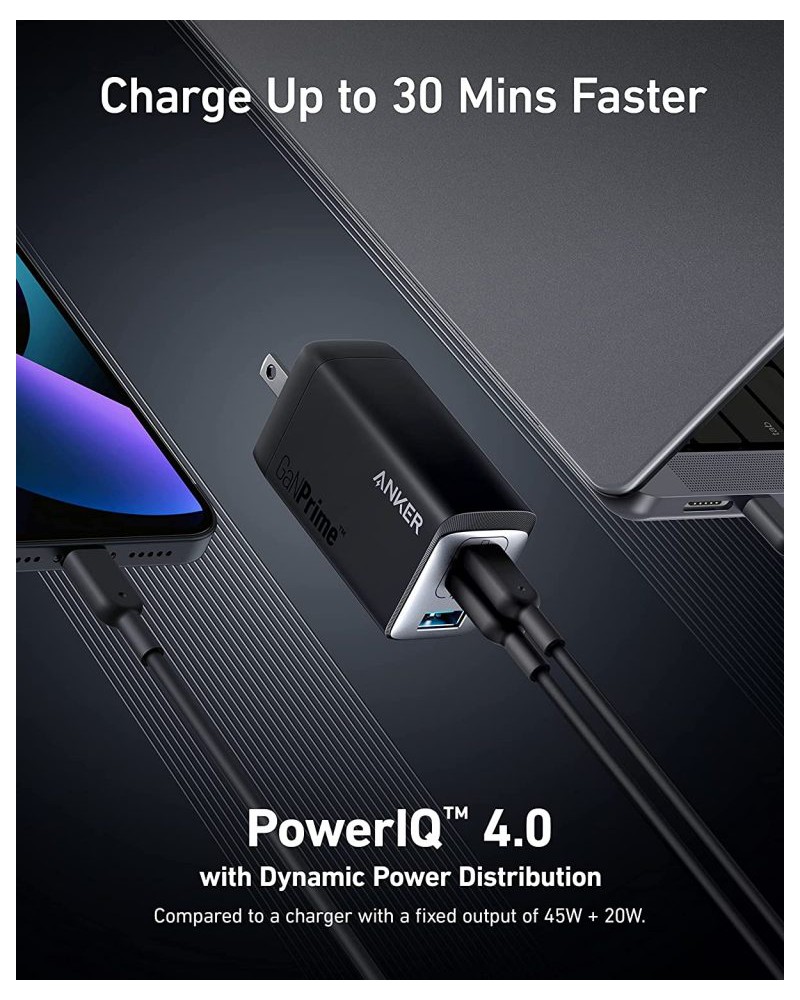 Charge Up to 30 Mins Faster
tab
GaNPrime™
ANKER
PowerIQ™ 4.0
with Dynamic Power Distribution
Compared to a charger with a fixed output of 45W + 20W.